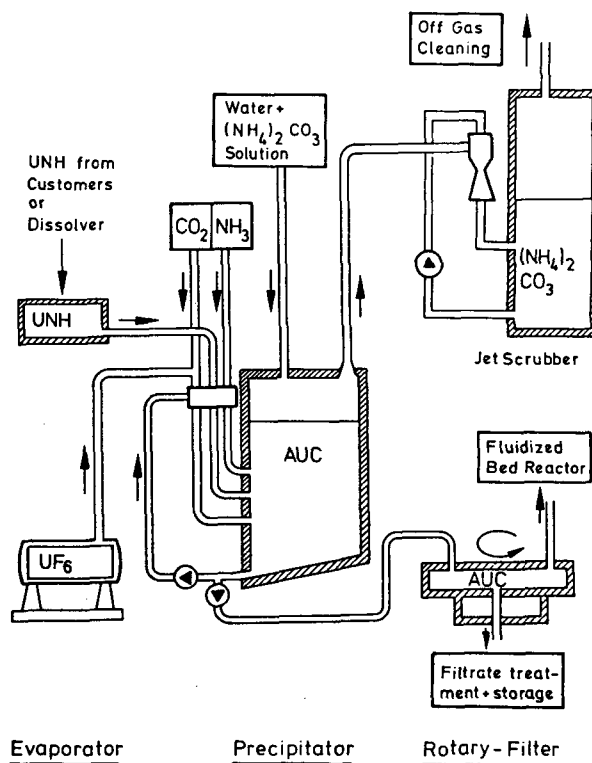 Off Gas
Cleaning
Water +
(NH₄)₂ CO₃
Solution
UNH from
Customers
or
Dissolver
CO₂
NH₃
UNH
(NH₄)₂
CO₃
Jet Scrubber
AUC
Fluidized
Bed Reactor
UF₆
AUC
Filtrate treat-
ment + storage
Evaporator
Precipitator
Rotary-Filter